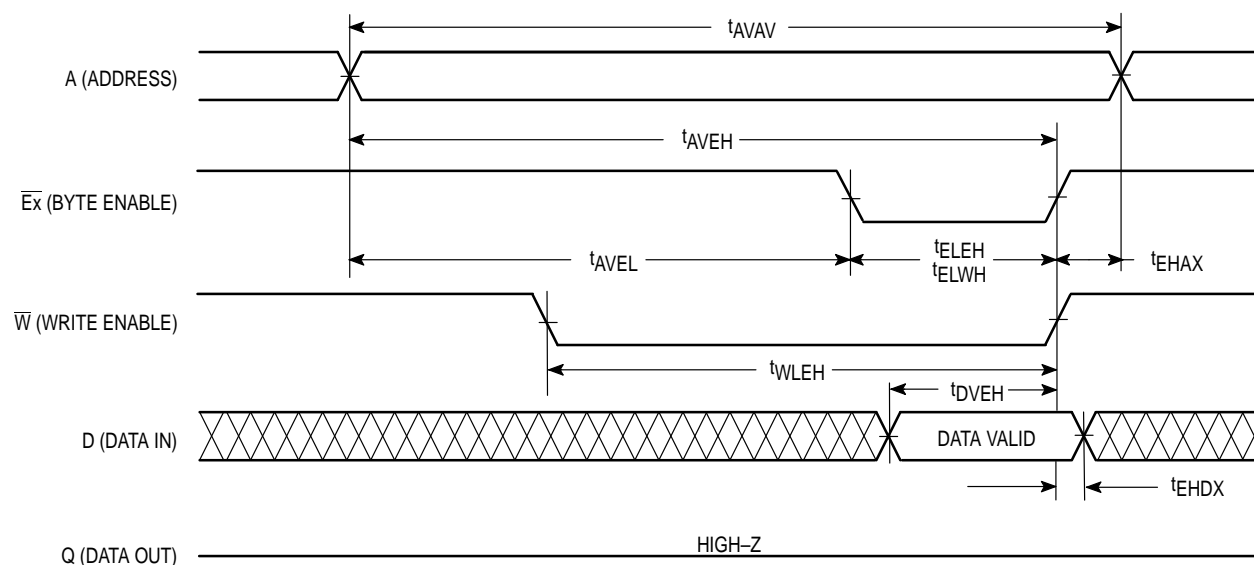 tAVAV
A (ADDRESS)
tAVEH
Ex (BYTE ENABLE)
tAVEL
tELEH
tELWH
tEHAX
W (WRITE ENABLE)
tWLEH
tDVEH
D (DATA IN)
DATA VALID
tEHDX
HIGH–Z
Q (DATA OUT)